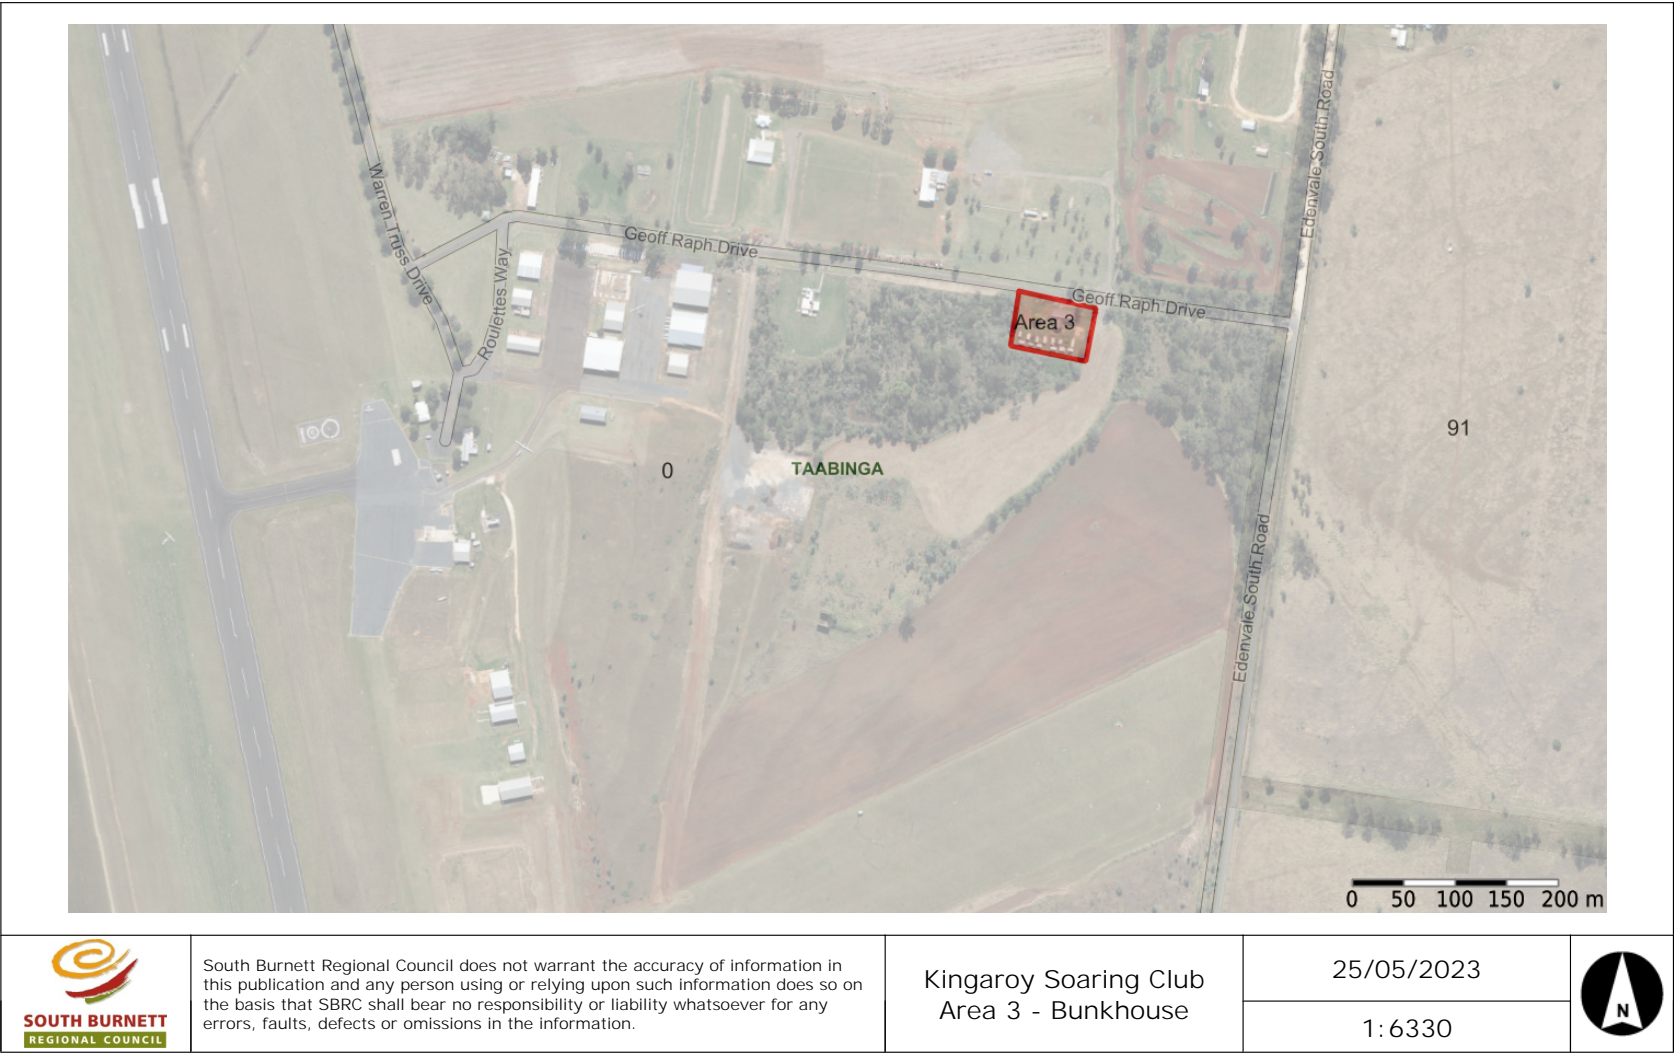 Warren Truss Drive
Roulettes Way
Geoff Raph Drive
Geoff Raph Drive
Area 3
Edenvale South Road
Edenvale South Road
91
0
TAABINGA
0 50 100 150 200 m
SOUTH BURNETT
REGIONAL COUNCIL
South Burnett Regional Council does not warrant the accuracy of information in
this publication and any person using or relying upon such information does so on
the basis that SBRC shall bear no responsibility or liability whatsoever for any
errors, faults, defects or omissions in the information.
Kingaroy Soaring Club
Area 3 - Bunkhouse
25/05/2023
1:6330
N